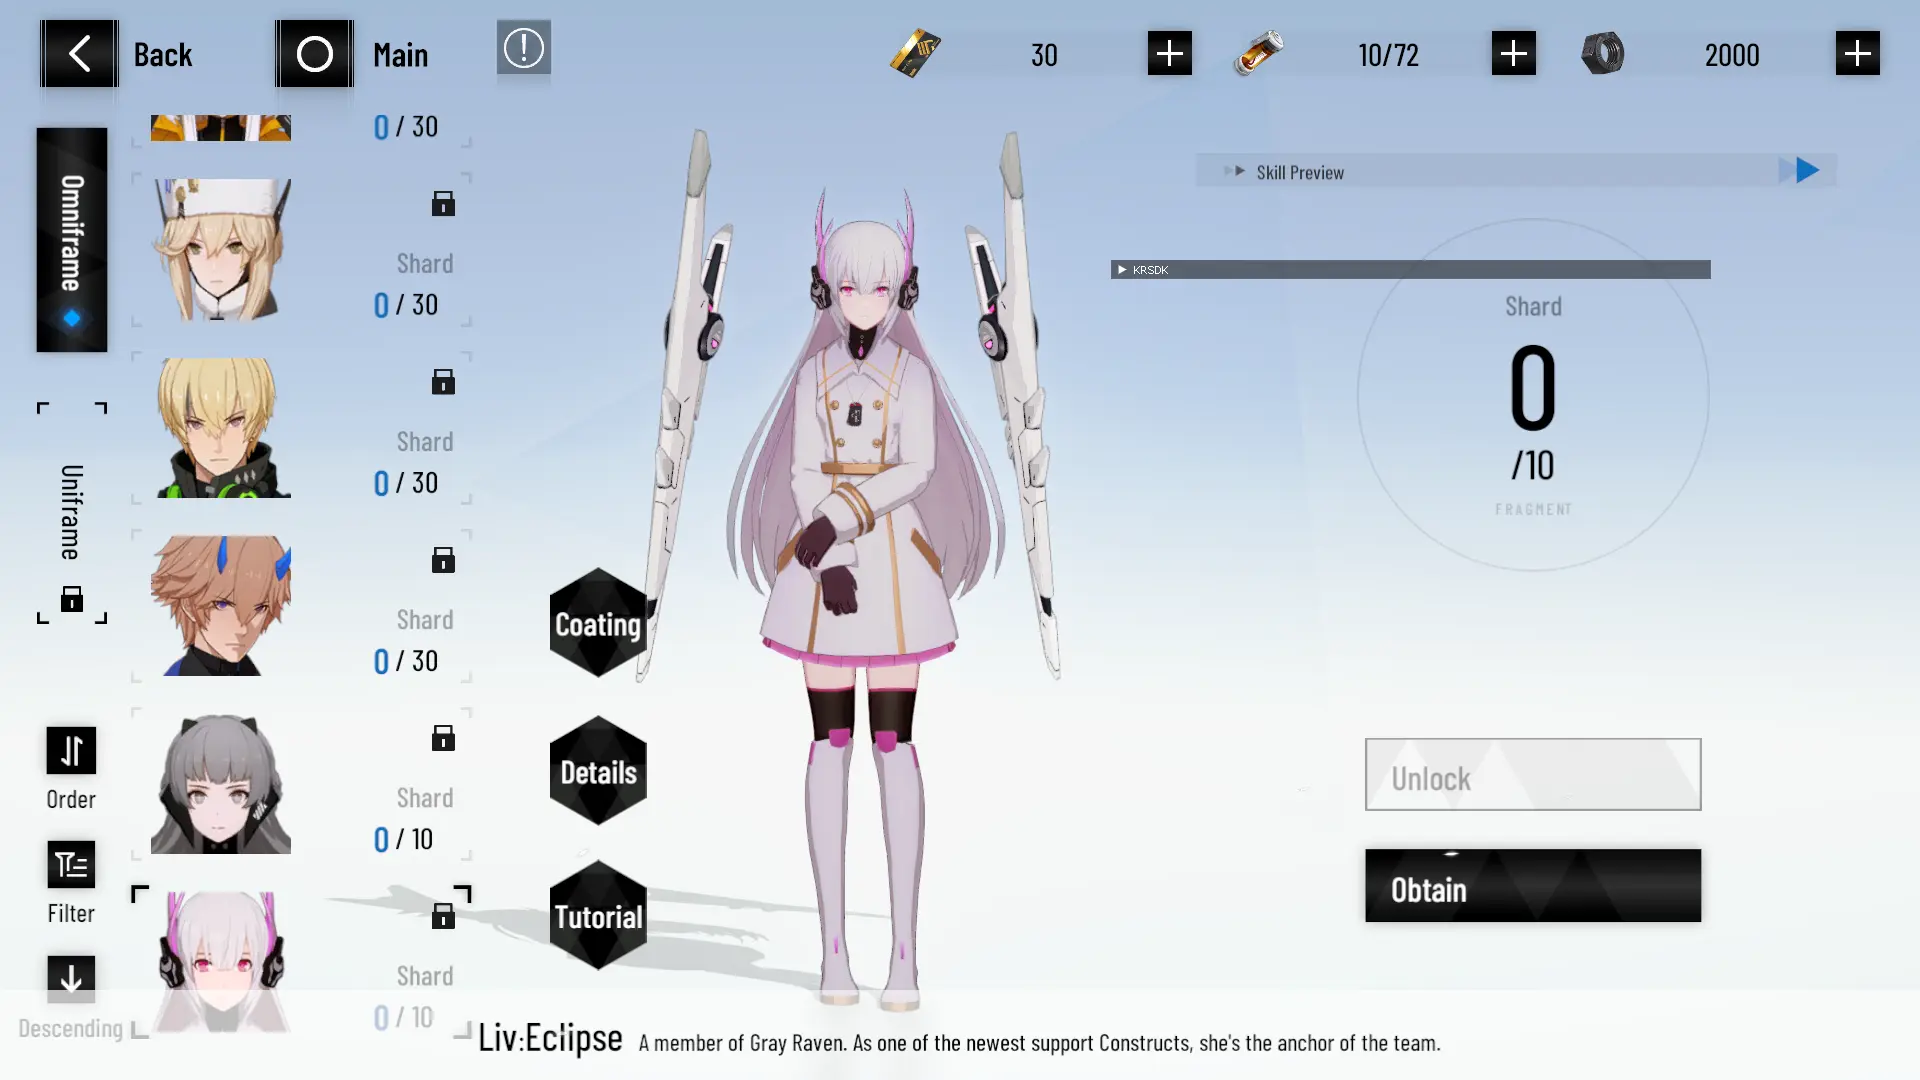 Back
Main
30
10/72
2000
Omniframe
Uniframe
Order
Filter
Descending
0 / 30
Shard
0 / 30
Shard
0 / 30
Shard
0 / 30
Shard
0 / 10
Shard
0 / 10
Coating
Details
Tutorial
Skill Preview
KRSDK
Shard
0
/10
FRAGMENT
Unlock
Obtain
Liv:Eclipse A member of Gray Raven. As one of the newest support Constructs, she's the anchor of the team.